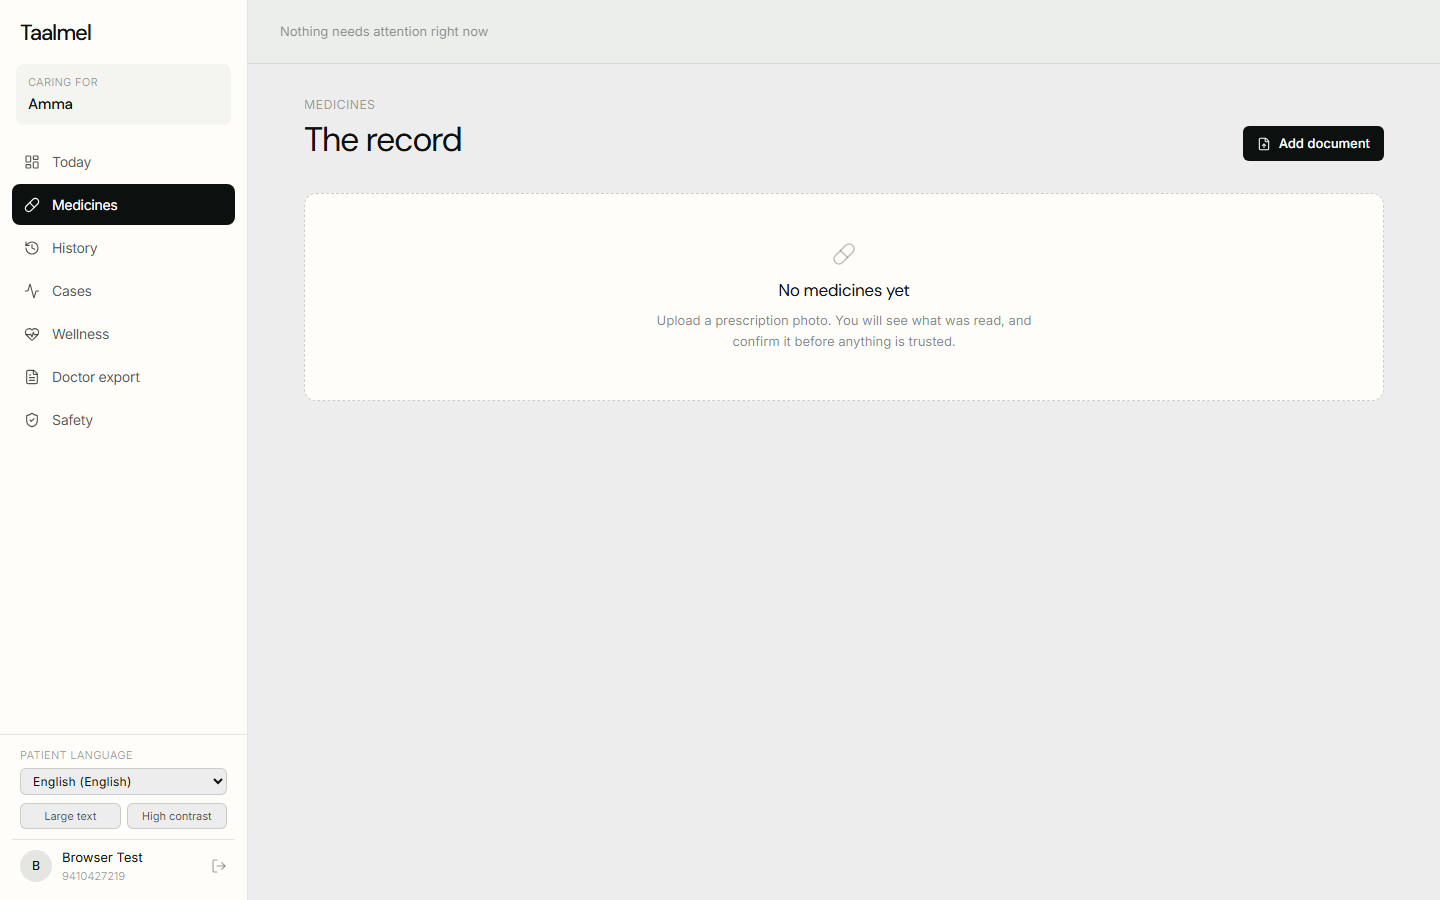 Taalmel
CARING FOR
Amma
Today
Medicines
History
Cases
Wellness
Doctor export
Safety
PATIENT LANGUAGE
English (English)
Large text
High contrast
B
Browser Test
9410427219
Nothing needs attention right now
MEDICINES
The record
Add document
No medicines yet
Upload a prescription photo. You will see what was read, and
confirm it before anything is trusted.